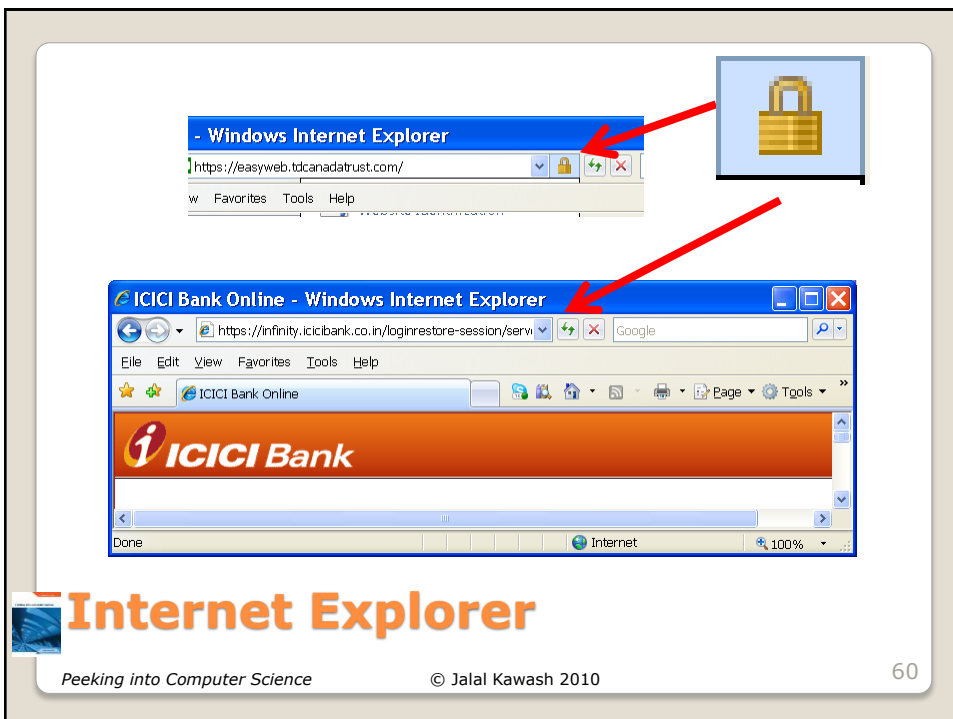 - Windows Internet Explorer
https://easyweb.tdcanadatrust.com/
w Favorites Tools Help
ICICI Bank Online - Windows Internet Explorer
https://infinity.icicibank.co.in/loginrestore-session/serv
Google
File Edit View Favorites Tools Help
ICICI Bank Online
Page Tools »
i ICICI Bank
Done Internet 100%
Internet Explorer
Peeking into Computer Science © Jalal Kawash 2010 60